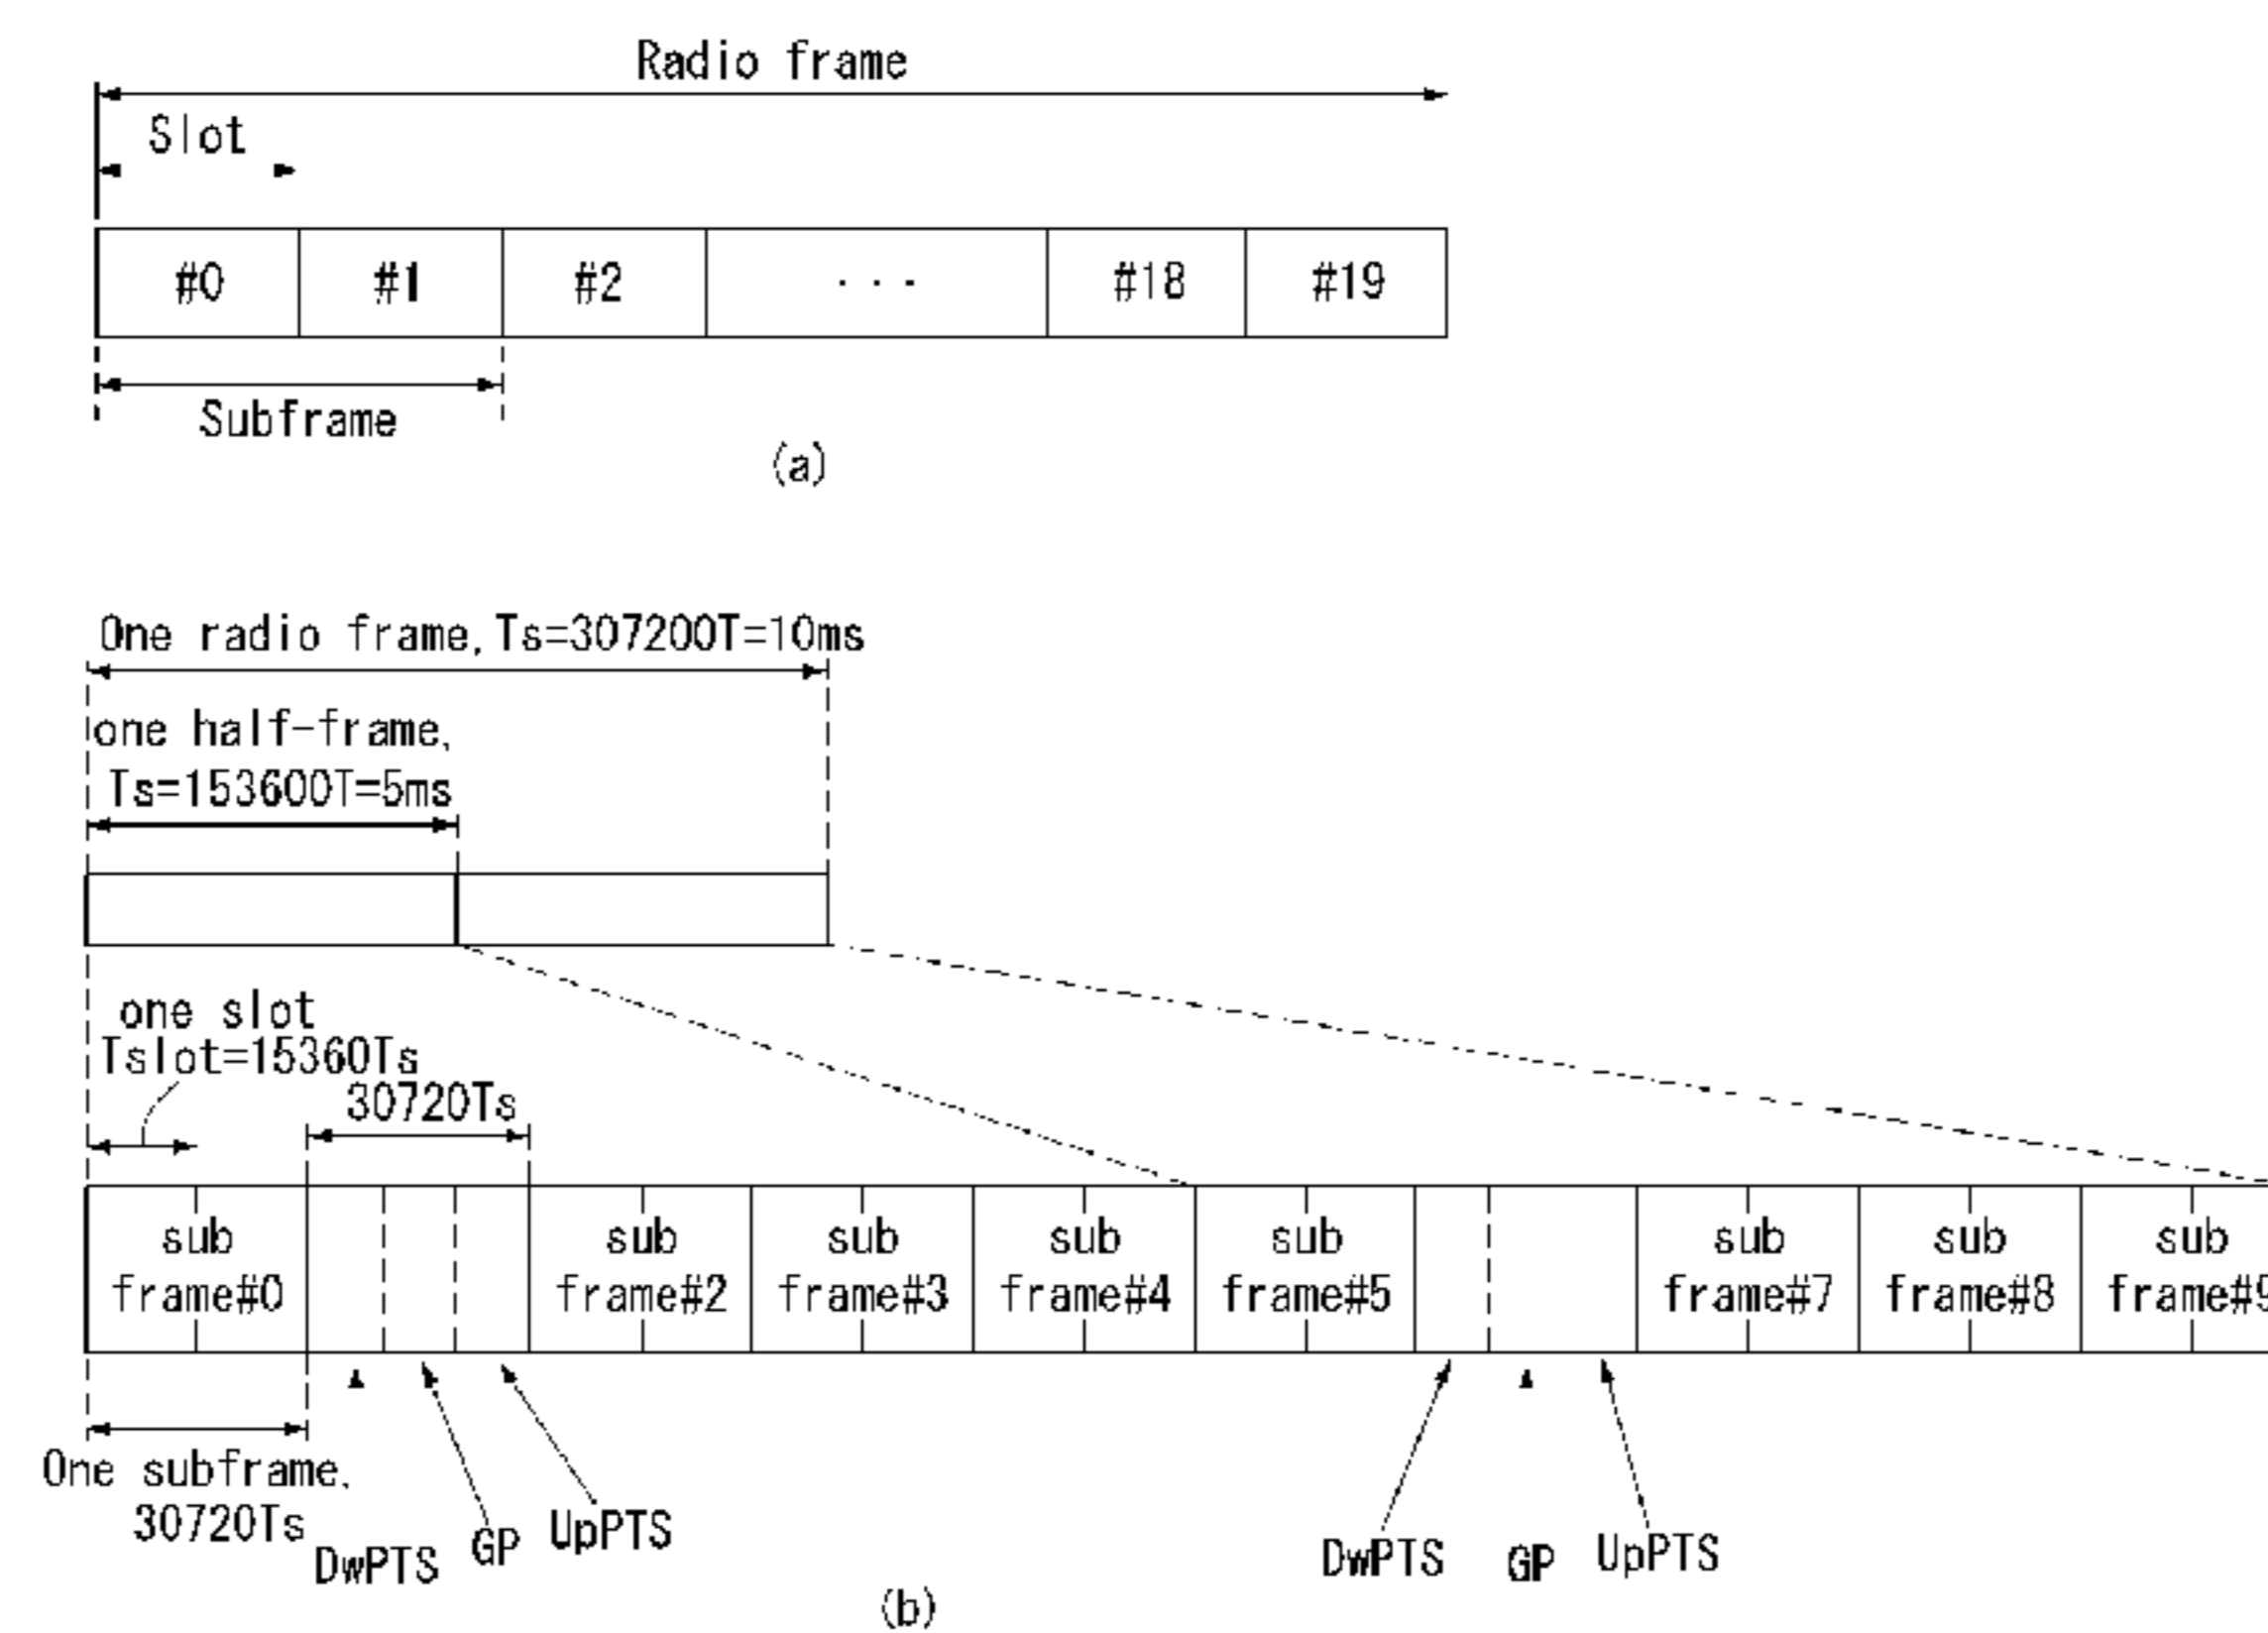 Radio frame
Slot
#0 #1 #2 ... #18 #19
Subframe
(a)
One radio frame, Ts=307200T=10ms
one half-frame,
Ts=153600T=5ms
one slot
Tslot=15360Ts
30720Ts
sub sub sub sub sub sub sub sub
frame#0 frame#2 frame#3 frame#4 frame#5 frame#7 frame#8 frame#9
One subframe,
30720Ts
DwPTS GP UpPTS DwPTS GP UpPTS
(b)